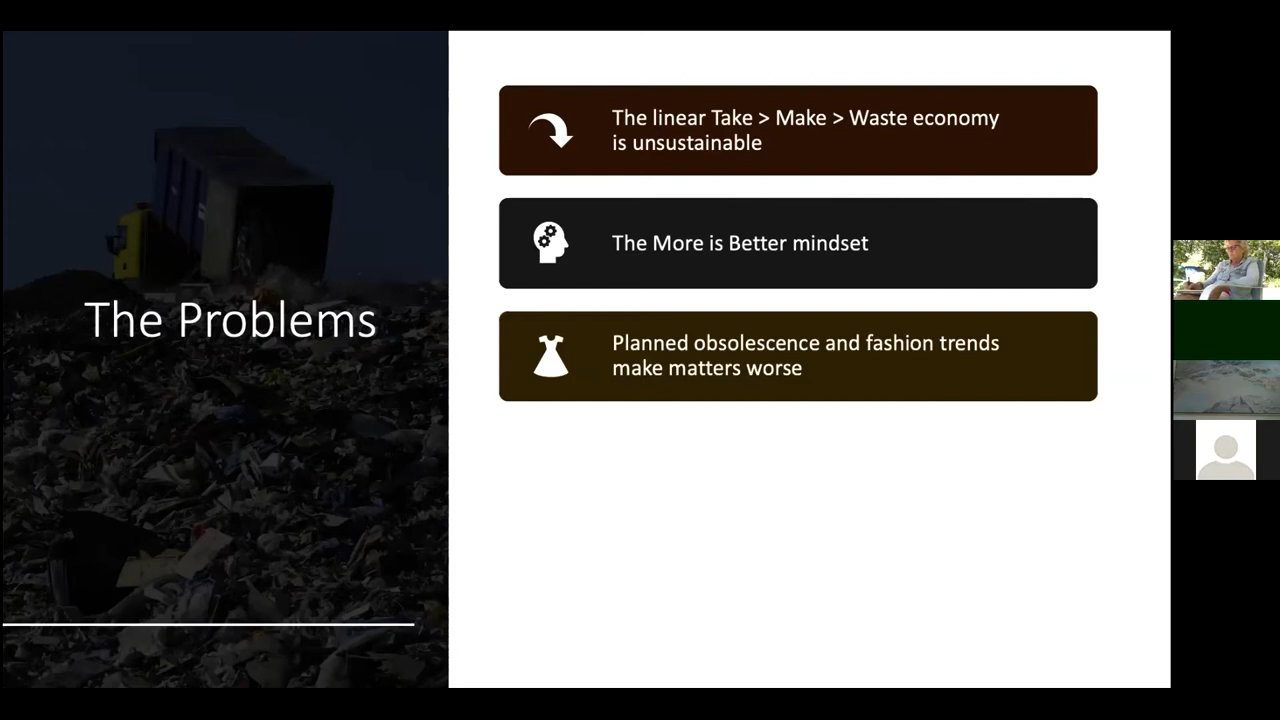 The Problems
The linear Take > Make > Waste economy
is unsustainable
The More is Better mindset
Planned obsolescence and fashion trends
make matters worse